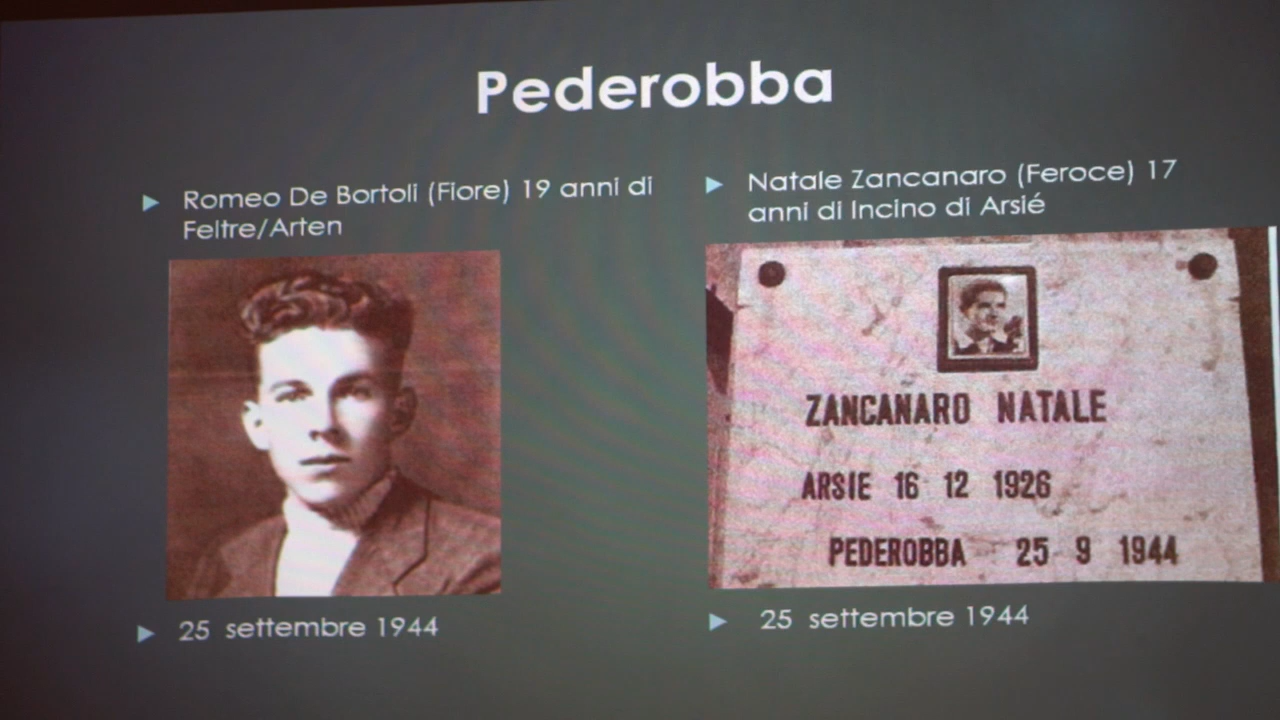 Pederobba
Romeo De Bortoli (Fiore) 19 anni di
Feltre/Arten
Natale Zancanaro (Feroce) 17
anni di Incino di Arsié
ZANCANARO NATALE
ARSIE 16 12 1926
PEDEROBBA 25 9 1944
25 settembre 1944
25 settembre 1944